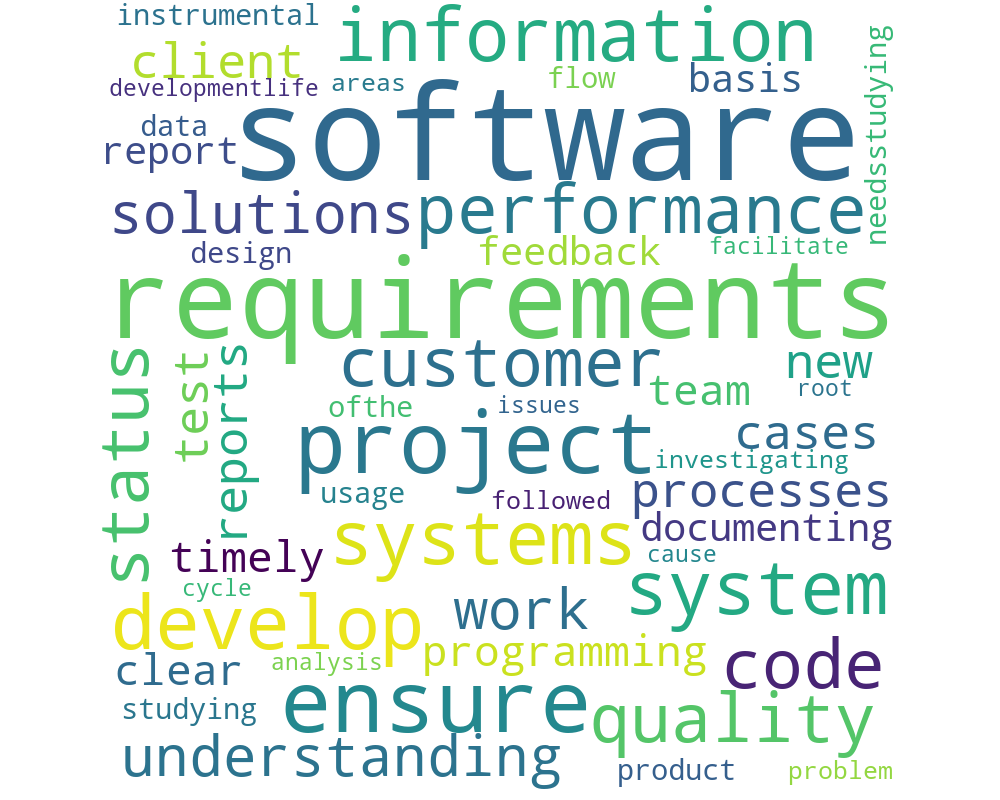 instrumental
information
client
developmentlife
areas
flow
basis
needsstudying
data
software
report
solutions
performance
design
feedback
facilitate
requirements
status
test
reports
customer
new
team
root
ofthe
issues
project
cases
investigating
usage
followed
processes
systems
documenting
timely
cause
cycle
system
develop
work
clear
analysis
programming
code
studying
ensure
quality
understanding
product
problem